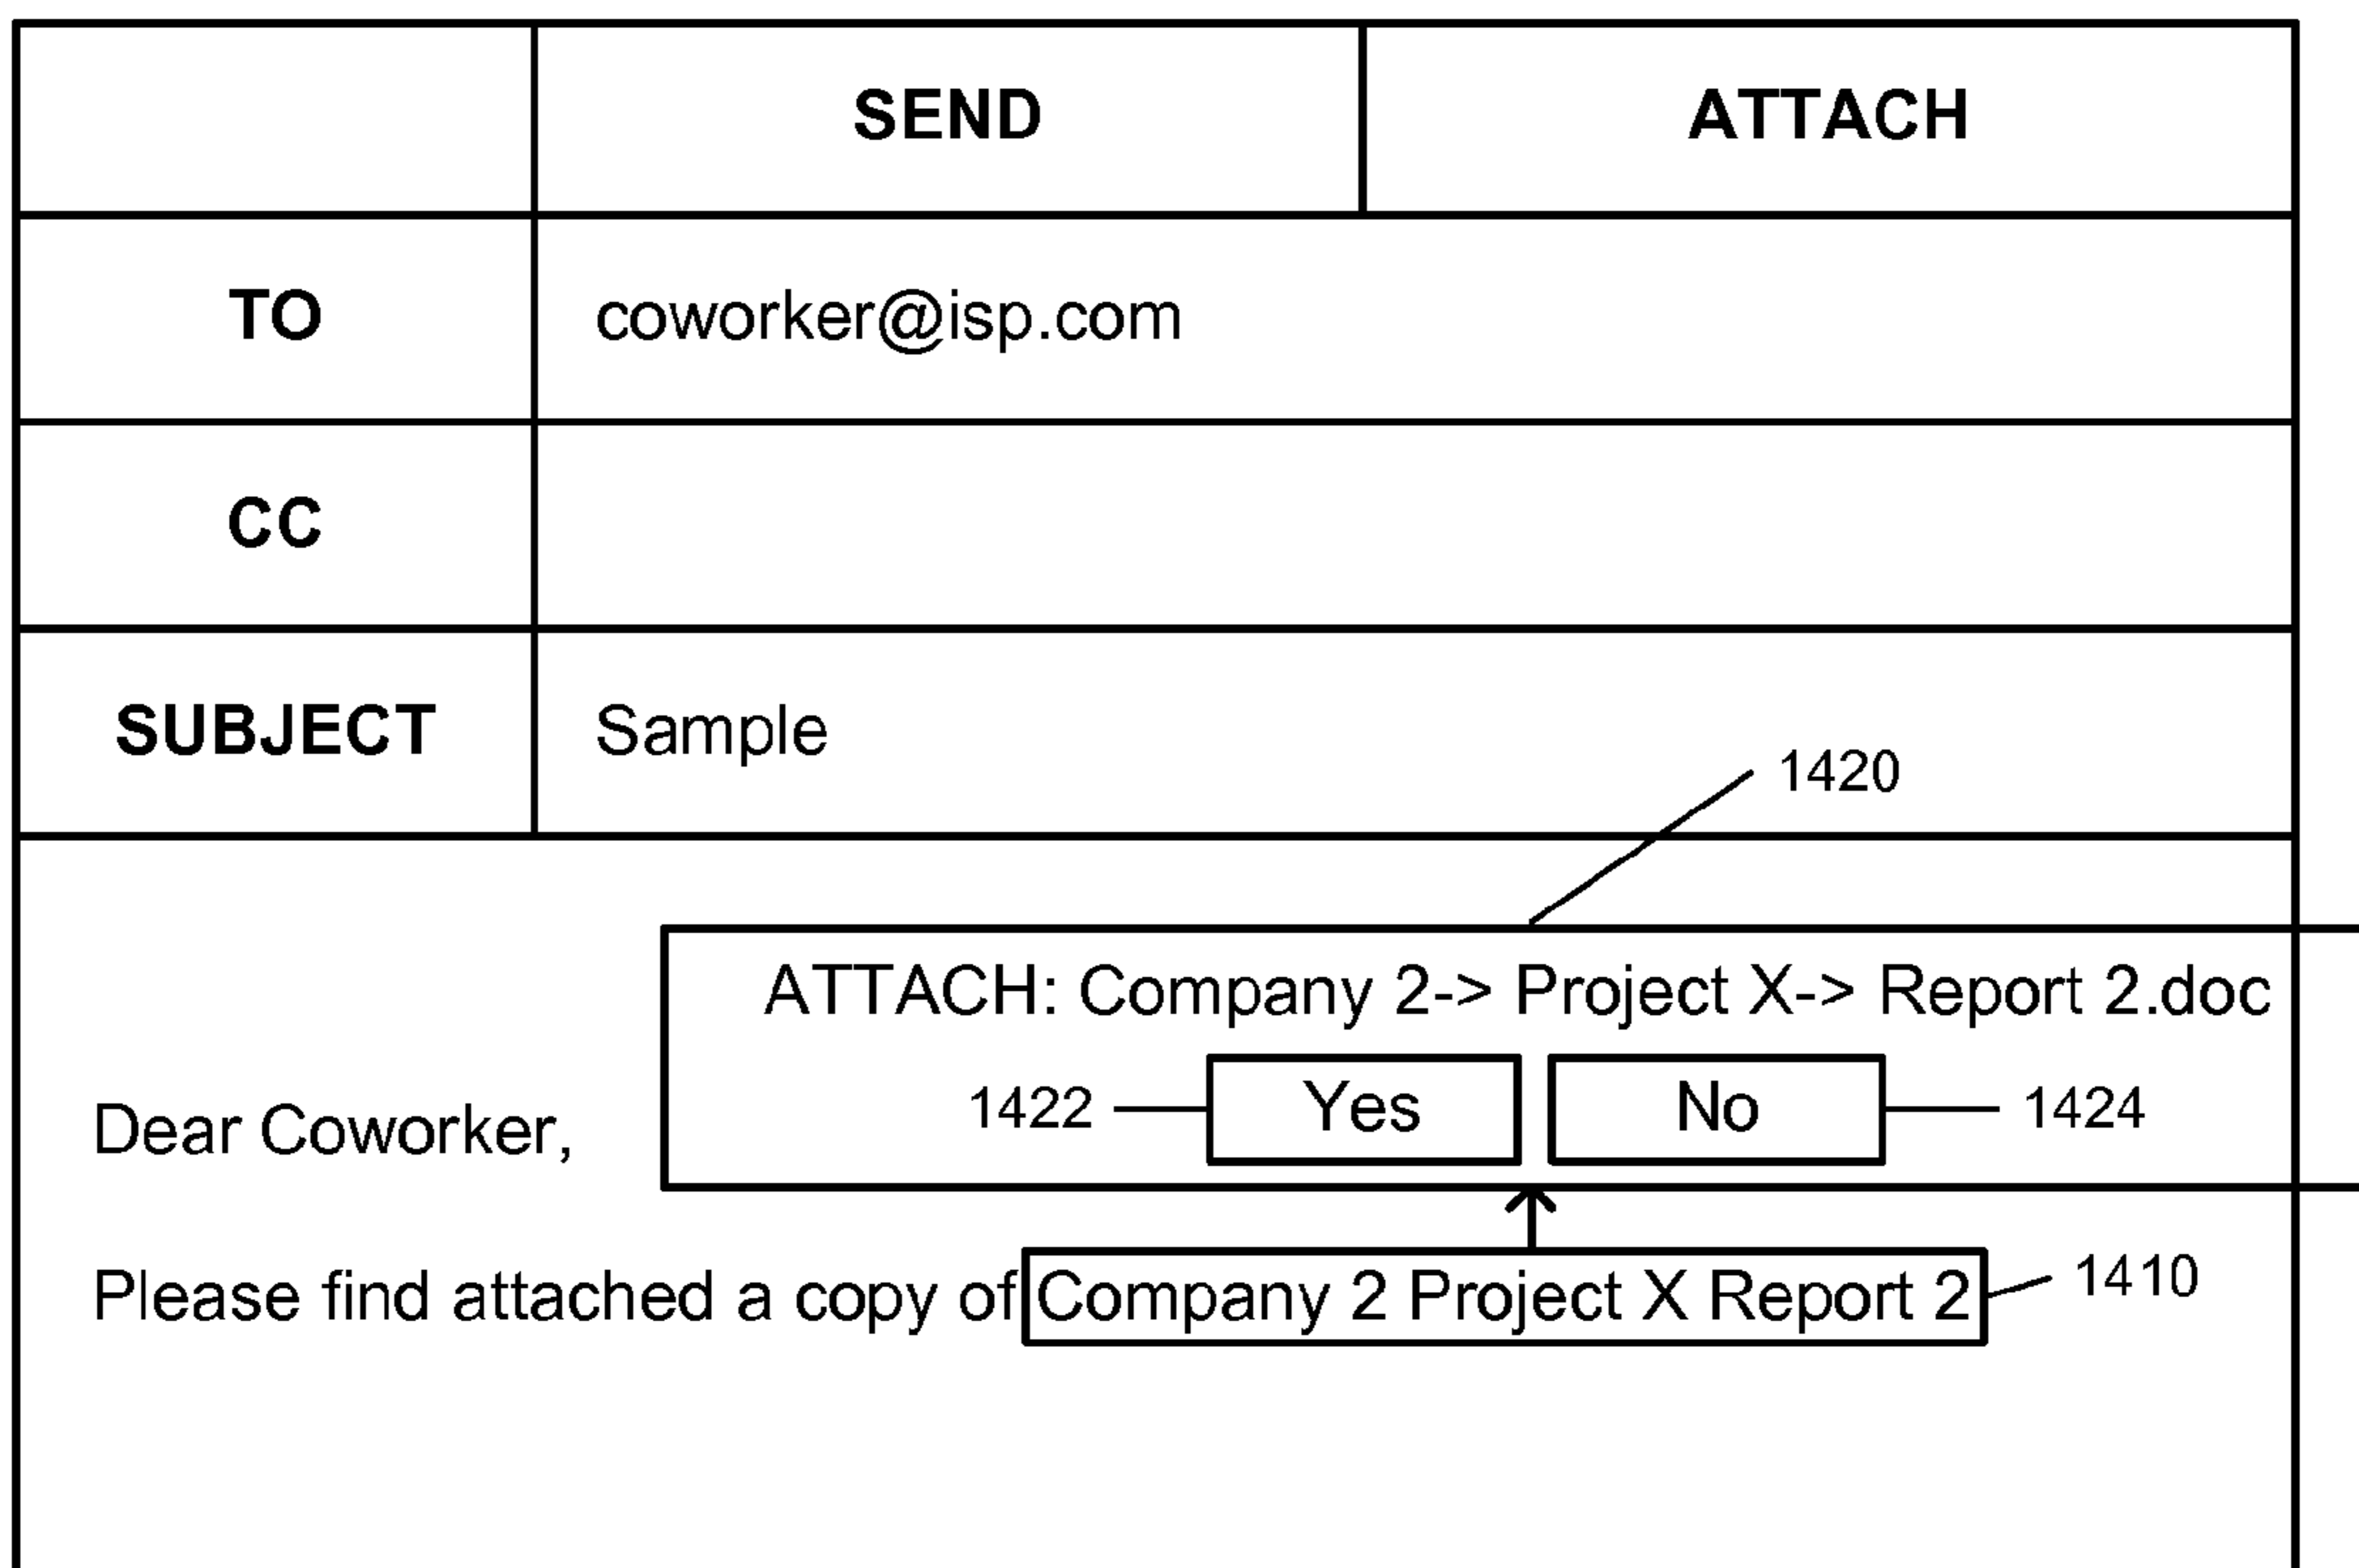 SEND ATTACH
TO coworker@isp.com
CC
SUBJECT Sample
1420
ATTACH: Company 2-> Project X-> Report 2.doc
1422 Yes No 1424
Dear Coworker,
Please find attached a copy of Company 2 Project X Report 2 1410